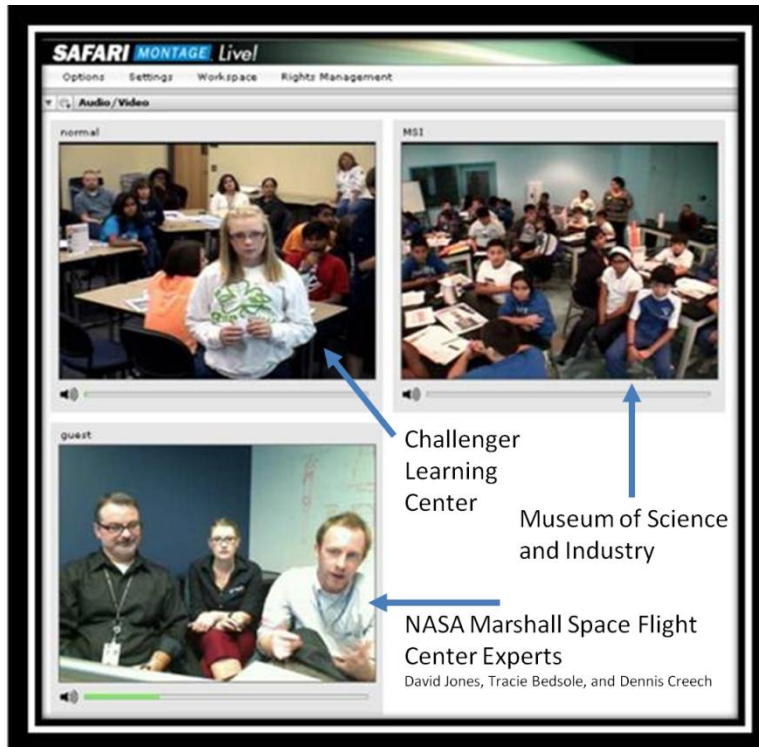 SAFARI MONTAGE Live!
Options Settings Workspace Rights Management
Audio/Video
normal
MSI
guest
Challenger
Learning
Center
Museum of Science
and Industry
NASA Marshall Space Flight
Center Experts
David Jones, Tracie Bedsole, and Dennis Creech